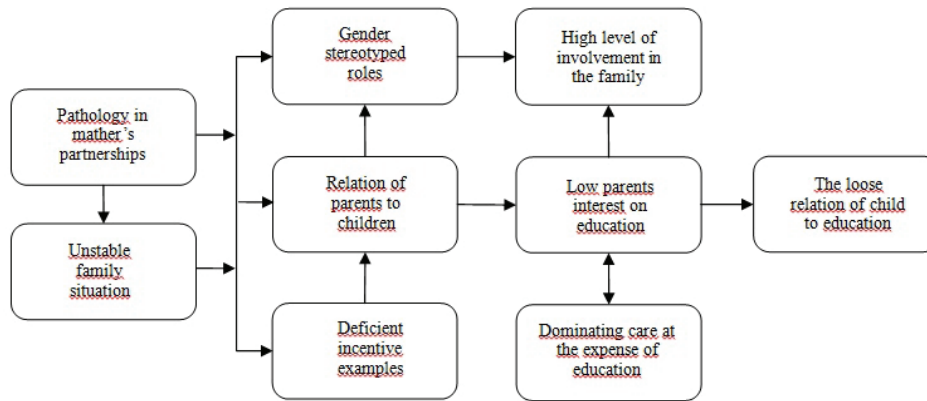 Gender
stereotyped
roles
High level of
involvement in
the family
Pathology in
mather's
partnerships
Relation of
parents to
children
Low parents
interest on
education
The loose
relation of child
to education
Unstable
family
situation
Deficient
incentive
examples
Dominating care at
the expense of
education